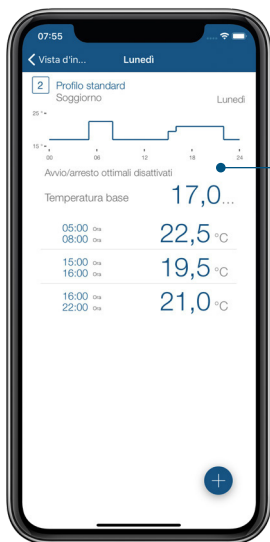 07:55
Vista d'in... Lunedì
2 Profilo standard
Soggiorno Lunedì
25 °
15 °
00 06 12 18 24
Avvio/arresto ottimali disattivati
Temperatura base 17,0...
05:00 Ora
08:00 Ora
22,5 °C
15:00 Ora
16:00 Ora
19,5 °C
16:00 Ora
22:00 Ora
21,0 °C
+